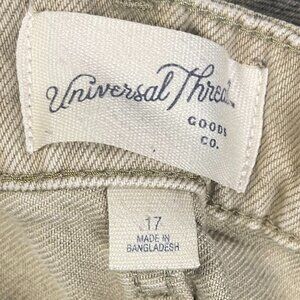 Universal Thread
GOODS
CO.
17
MADE IN
BANGLADESH